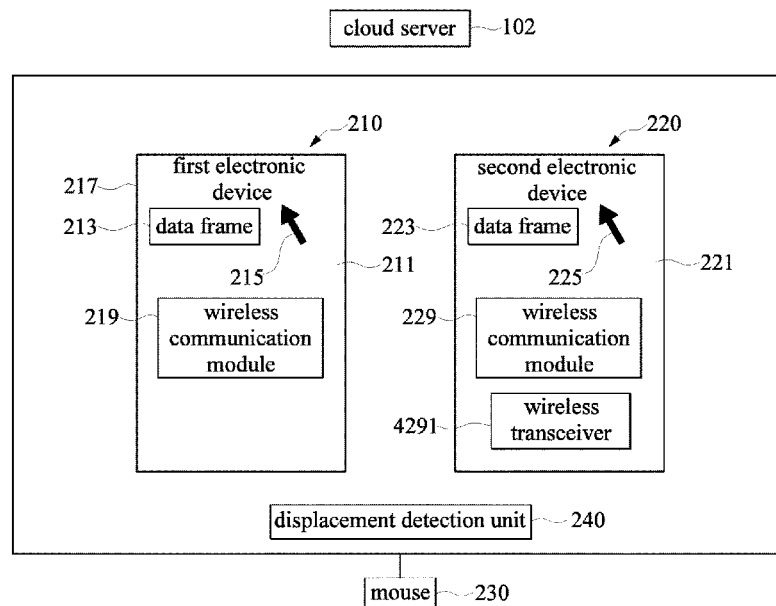 cloud server 102
210 220
217 first electronic second electronic
device device
213 data frame 223 data frame
215 211 225 221
219 wireless 229 wireless
communication communication
module module
4291 wireless
transceiver
displacement detection unit 240
mouse 230